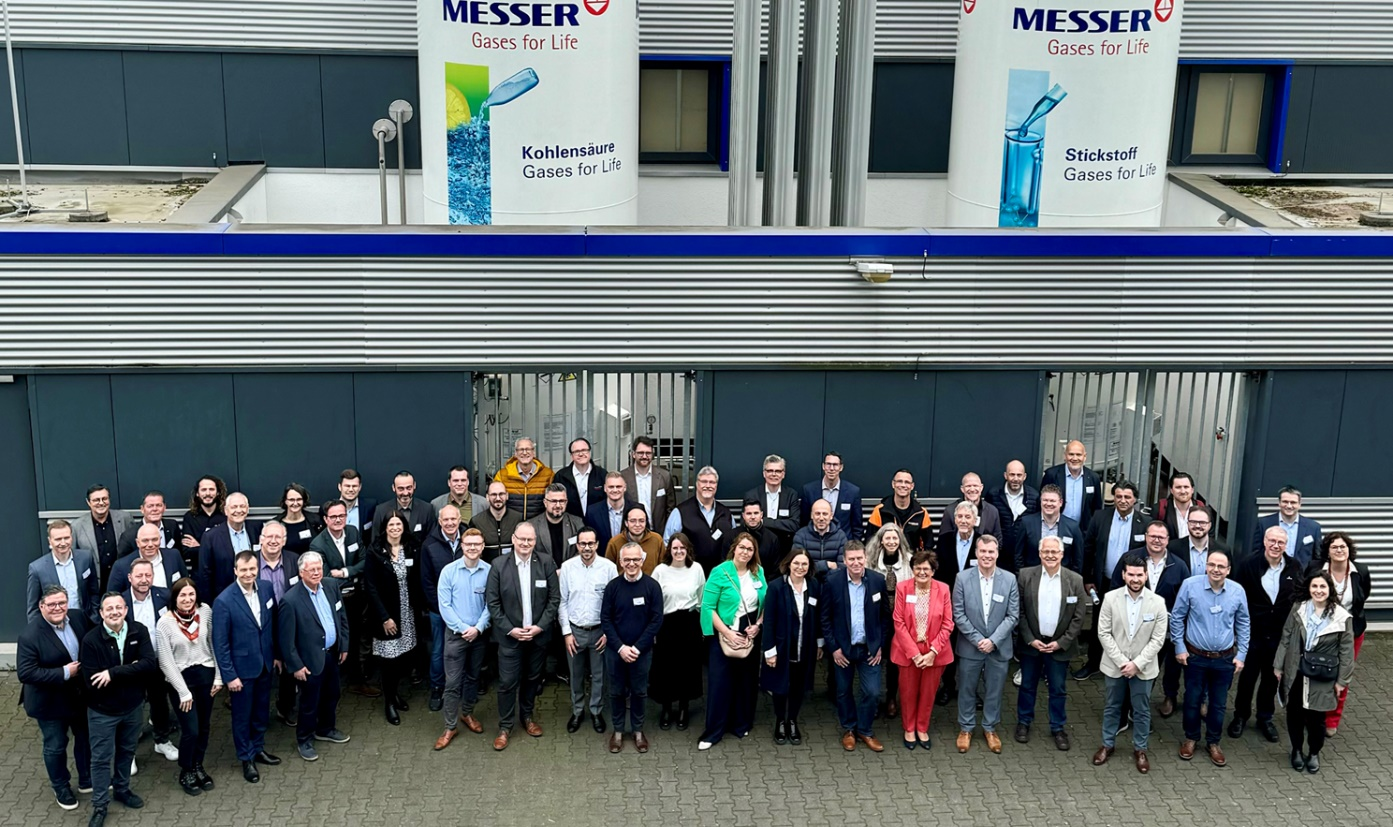 MESSER
Gases for Life
Kohlensäure
Gases for Life
MESSER
Gases for Life
Stickstoff
Gases for Life